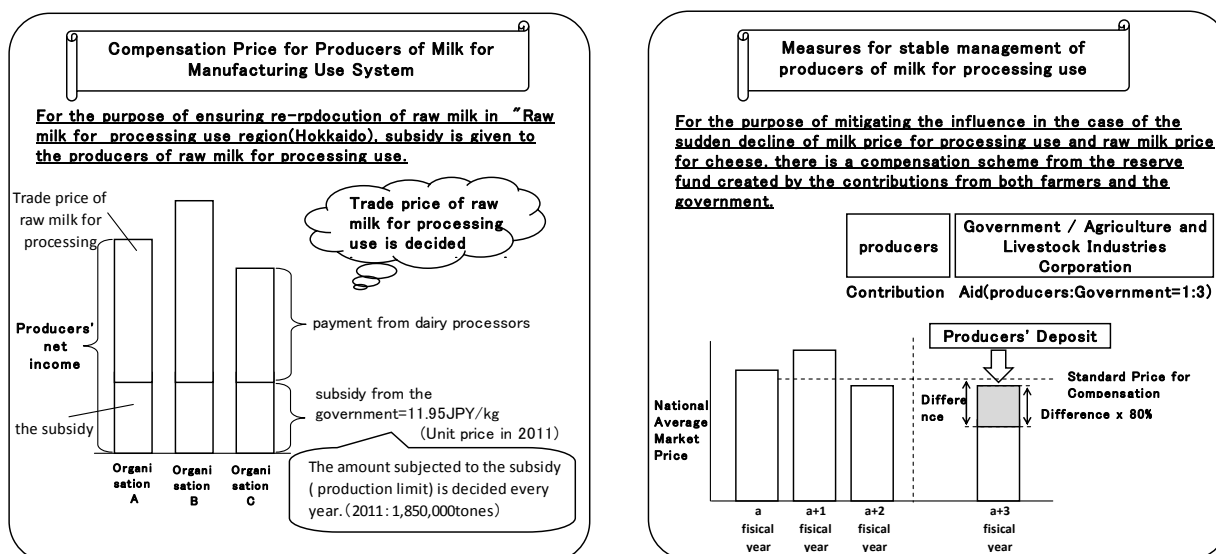 Compensation Price for Producers of Milk for
Manufacturing Use System
For the purpose of ensuring re-rpdocution of raw milk in "Raw
milk for processing use region(Hokkaido), subsidy is given to
the producers of raw milk for processing use.
Trade price of
raw milk for
processing
Trade price of raw
milk for processing
use is decided
Producers'
net
income
payment from dairy processors
the subsidy
subsidy from the
government=11.95JPY/kg
(Unit price in 2011)
Organi
sation
A
Organi
sation
B
Organi
sation
C
The amount subjected to the subsidy
( production limit) is decided every
year.(2011:1,850,000tones)
Measures for stable management of
producers of milk for processing use
For the purpose of mitigating the influence in the case of the
sudden decline of milk price for processing use and raw milk price
for cheese, there is a compensation scheme from the reserve
fund created by the contributions from both farmers and the
government.
producers
Government / Agriculture and
Livestock Industries
Corporation
Contribution
Aid(producers:Government=1:3)
Producers' Deposit
Standard Price for
Compensation
Differe
nce
Difference x 80%
National
Average
Market
Price
a
fisical
year
a+1
fisical
year
a+2
fisical
year
a+3
fisical
year